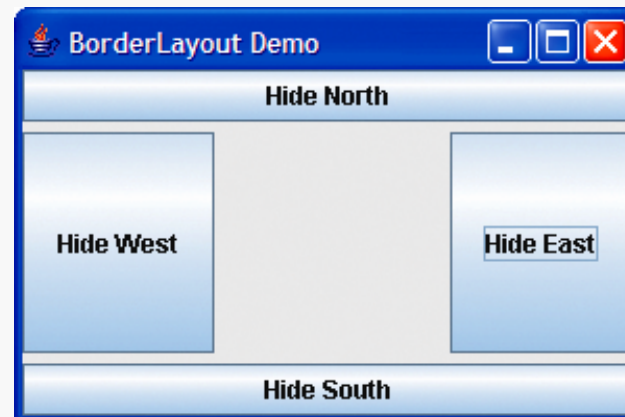 BorderLayout Demo
Hide North
Hide West
Hide East
Hide South